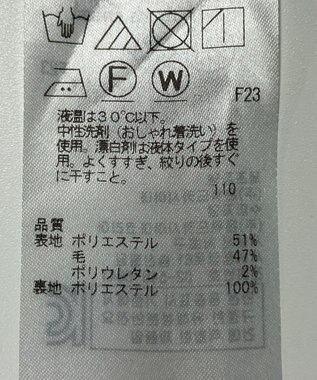 F W
F23
液温は30℃以下。
中性洗剤（おしゃれ着洗い）を
使用。漂白剤は液体タイプを使
用。よくすすぎ、絞りの後すぐ
に干すこと。
110
品質
表地 ポリエステル 51%
毛 47%
ポリウレタン 2%
裏地 ポリエステル 100%